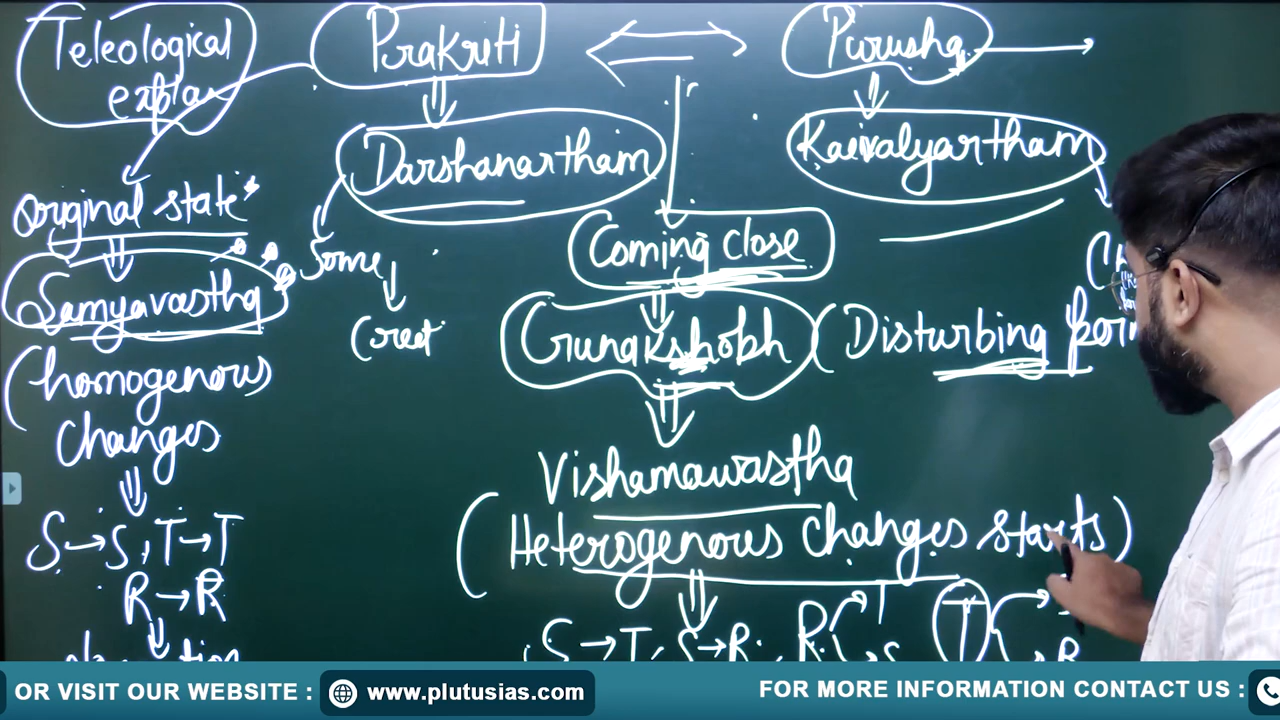 Teleological
Prakriti
Purusha
Darshanartham
Kaivalyartham
Original state
Samyavastha
Some
Creat
Coming close
Gunakshobh (Disturbing
(homogenous
changes
Vishamawastha
(Heterogenous changes starts)
S→S, T→T
R→R
S→T, S→R, R T
T
R
OR VISIT OUR WEBSITE :
www.plutusias.com
FOR MORE INFORMATION CONTACT US :